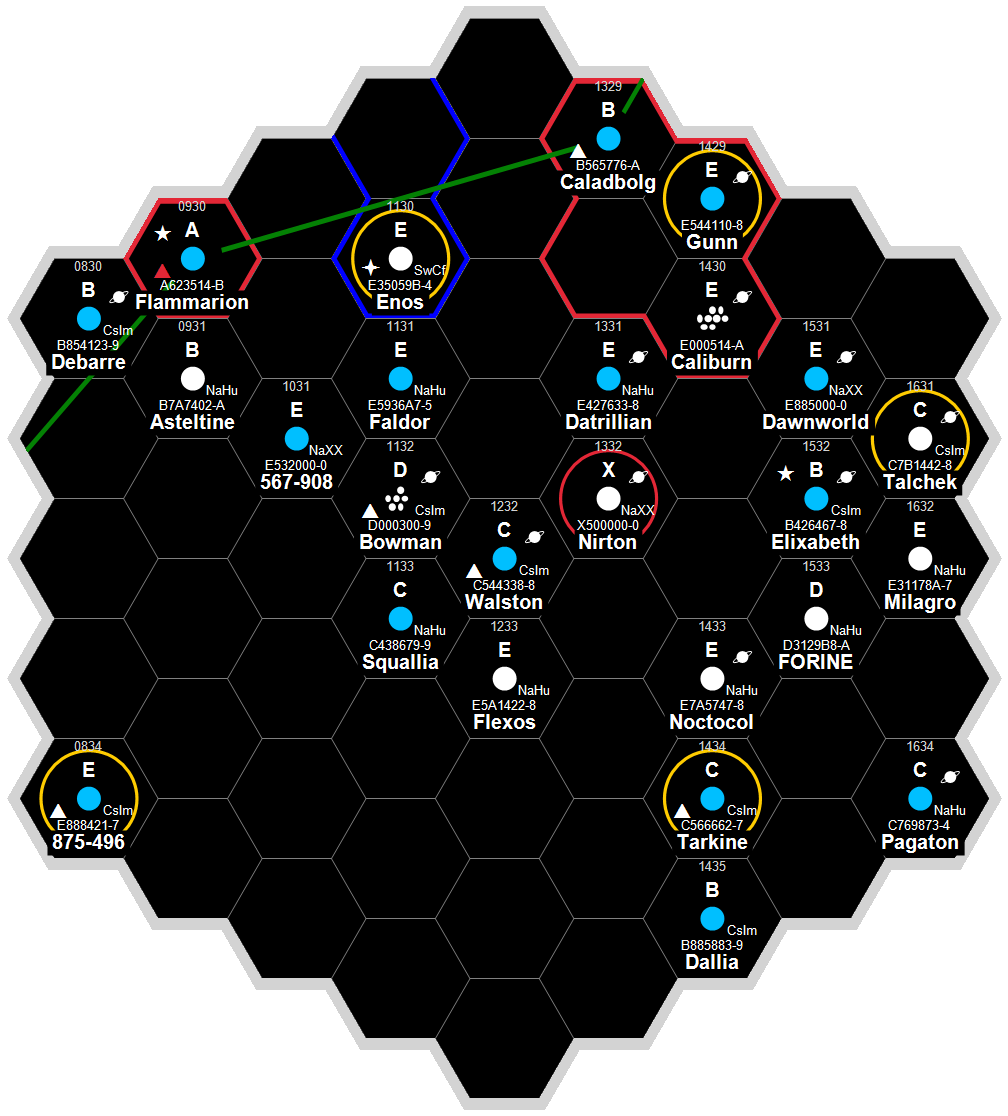 1329
B
B565776-A
Caladbolg
1429
E
E544110-8
Gunn
0930
A
A623514-B
Flammarion
1130
E
SwCf
E35059B-4
Enos
0830
B
CsIm
B854123-9
Debarre
1430
E
E000514-A
Caliburn
0931
B
NaHu
B7A7402-A
Asteltine
1131
E
NaHu
E5936A7-5
Faldor
1331
E
NaHu
E427633-8
Datrillian
1531
E
NaXX
E885000-0
Dawnworld
1031
E
NaXX
E532000-0
567-908
1631
C
CsIm
C7B1442-8
Talchek
1132
D
CsIm
D000300-9
Bowman
1332
X
NaXX
X500000-0
Nirton
1532
B
CsIm
B426467-8
Elixabeth
1232
C
CsIm
C544338-8
Walston
1632
E
NaHu
E31178A-7
Milagro
1133
C
NaHu
C438679-9
Squallia
1533
D
NaHu
D3129B8-A
FORINE
1233
E
NaHu
E5A1422-8
Flexos
1433
E
NaHu
E7A5747-8
Noctocol
0834
E
CsIm
E888421-7
875-496
1434
C
CsIm
C566662-7
Tarkine
1634
C
NaHu
C769873-4
Pagaton
1435
B
CsIm
B885883-9
Dallia